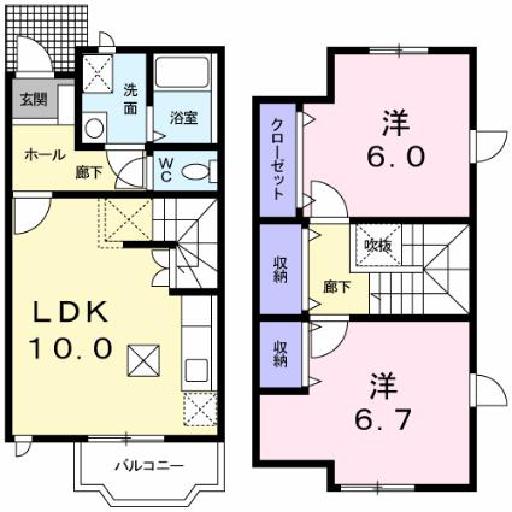 玄関
ホール
廊下
洗面
浴室
WC
LDK
10.0
バルコニー
クローゼット
洋
6.0
収納
吹抜
廊下
収納
洋
6.7